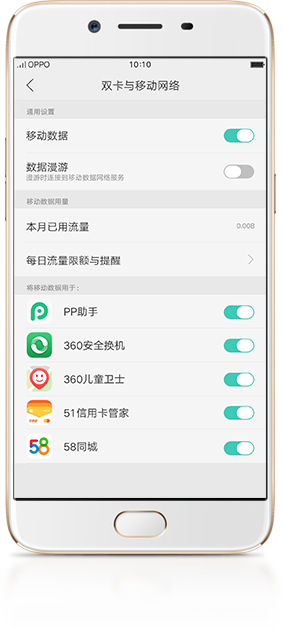 OPPO 10:10
双卡与移动网络
通用设置
移动数据
数据漫游
漫游时连接到移动数据网络服务
移动数据用量
本月已用流量 0.00B
每日流量限额与提醒
将移动数据用于:
PP助手
360安全换机
360儿童卫士
51信用卡管家
58 58同城